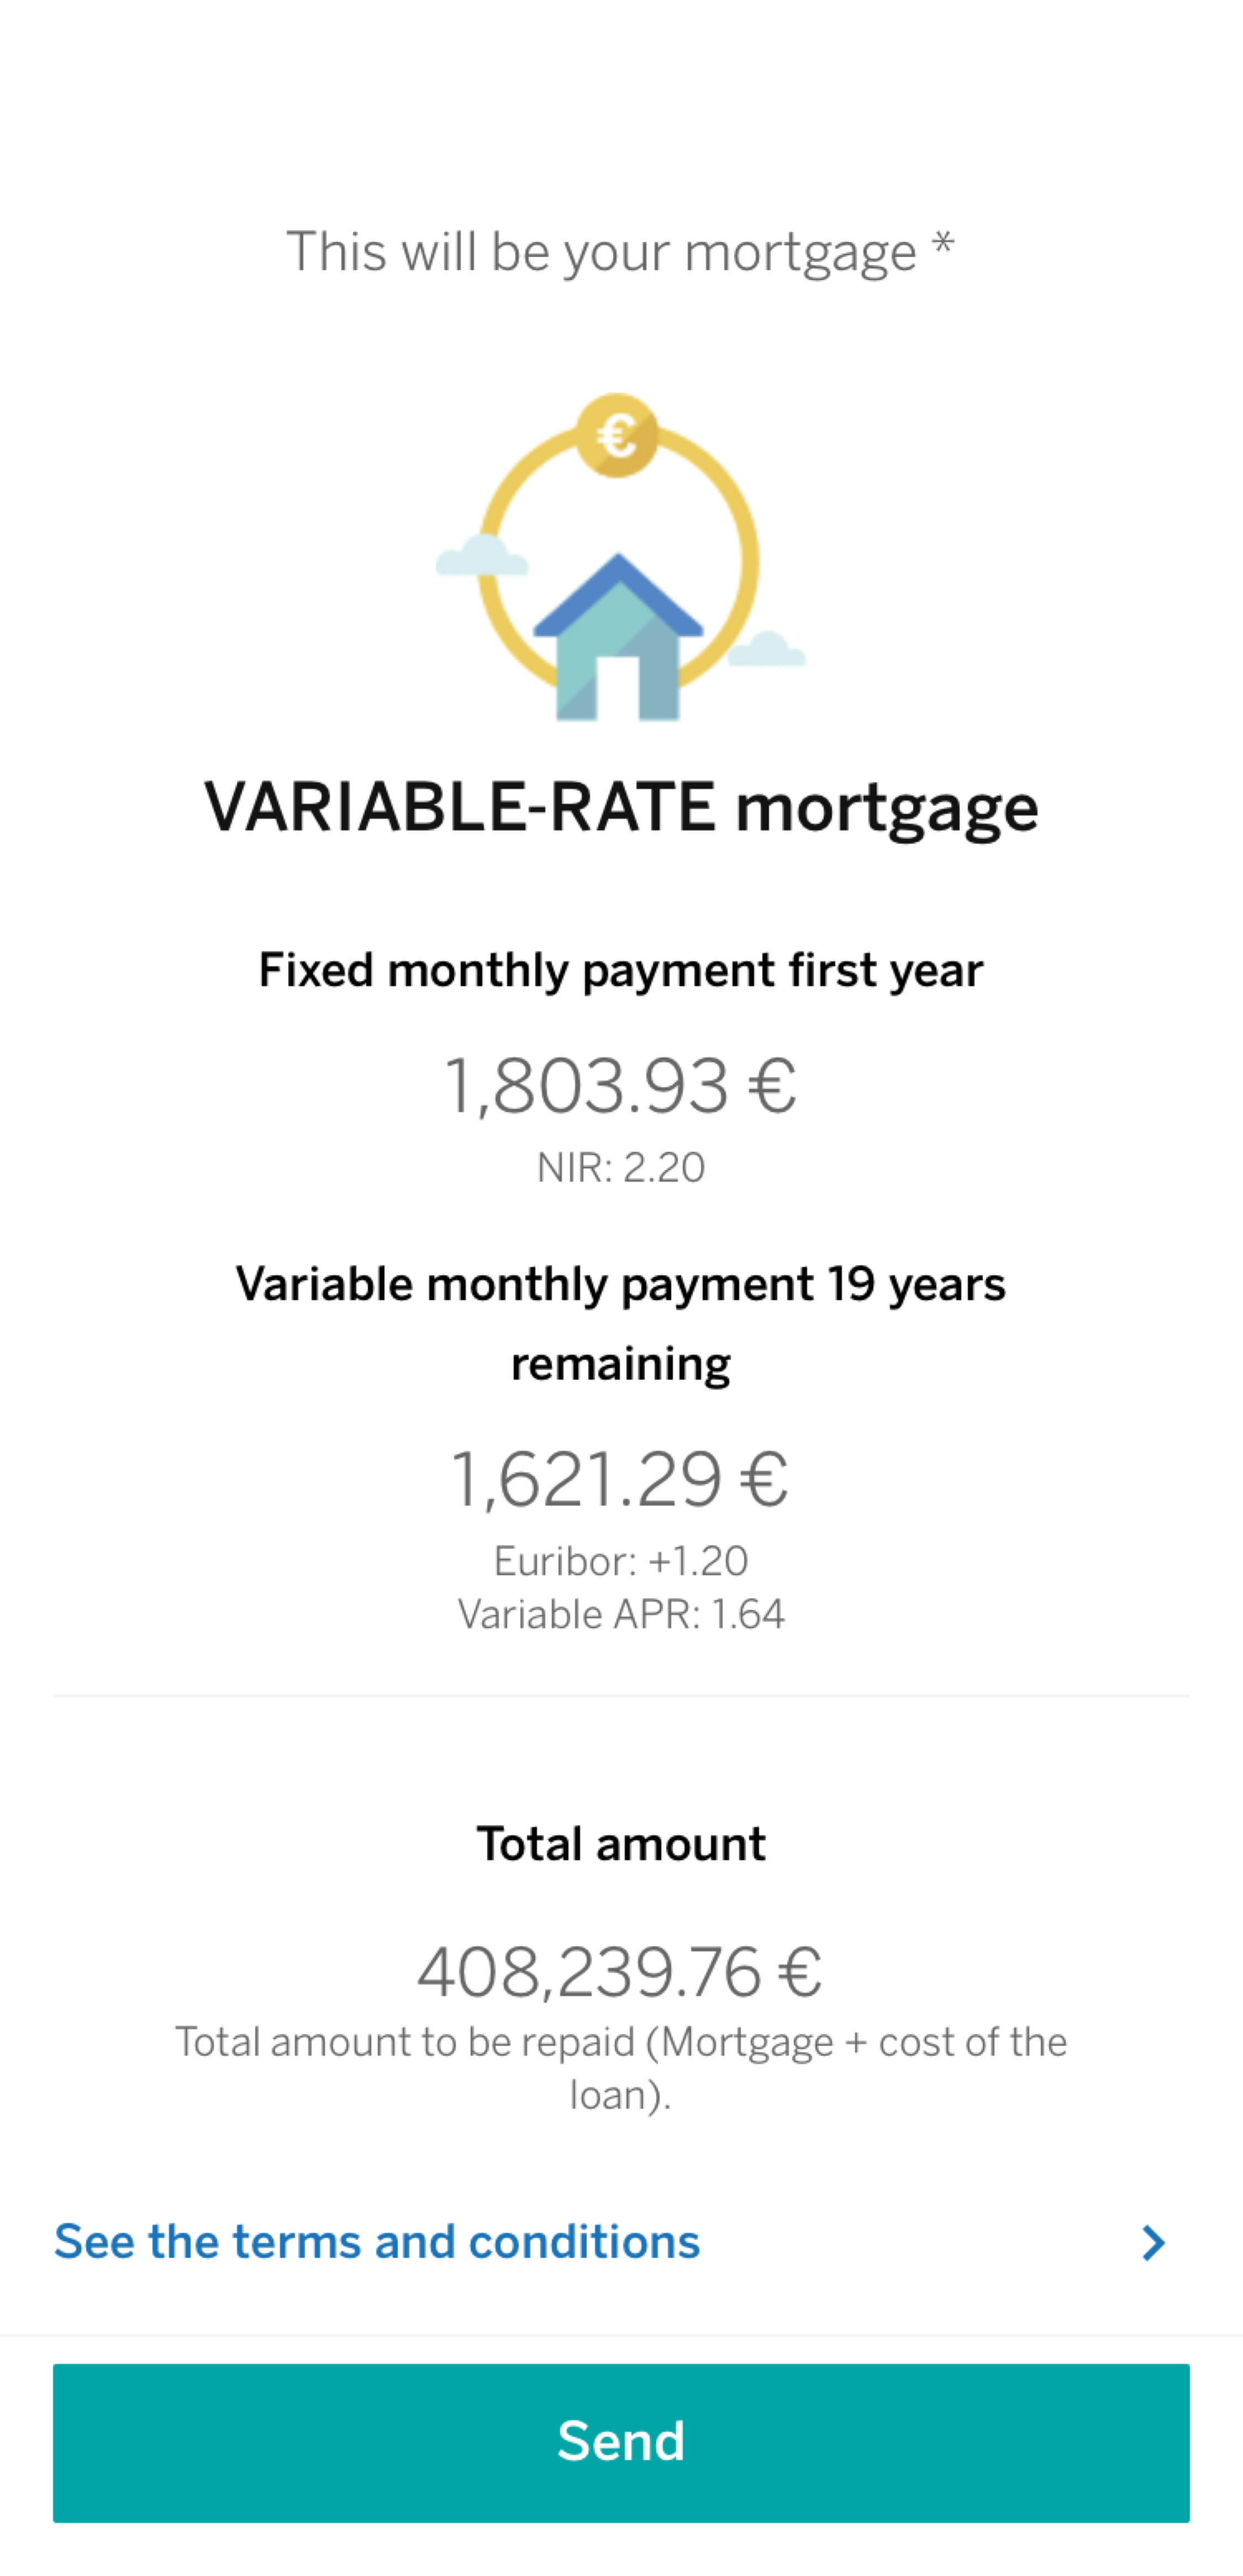 This will be your mortgage *
€
VARIABLE-RATE mortgage
Fixed monthly payment first year
1,803.93 €
NIR: 2.20
Variable monthly payment 19 years
remaining
1,621.29 €
Euribor: +1.20
Variable APR: 1.64
Total amount
408,239.76 €
Total amount to be repaid (Mortgage + cost of the
loan).
See the terms and conditions
Send